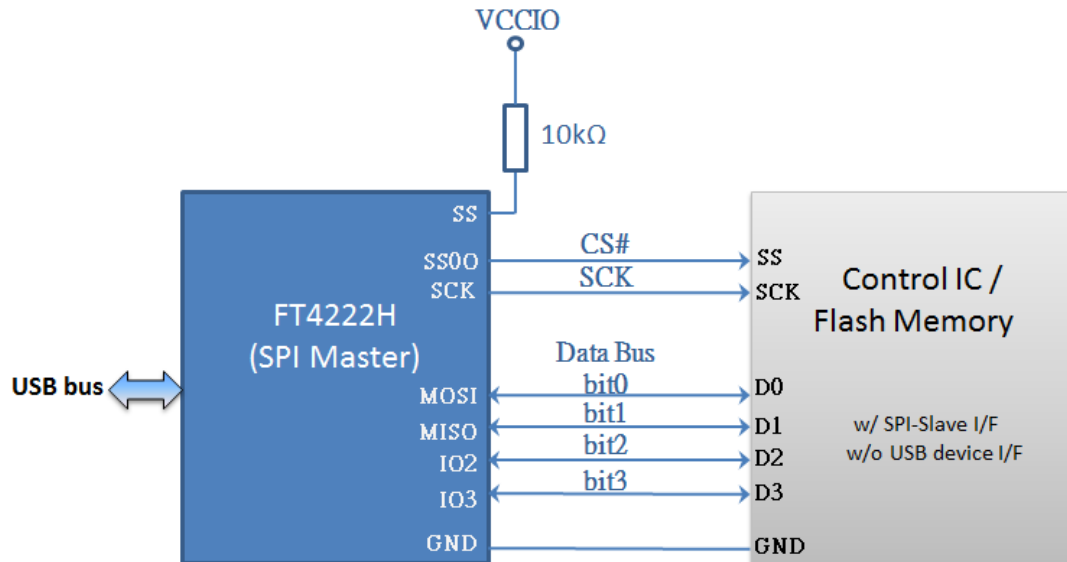 VCCIO
10kΩ
SS
SS0O
SCK
CS#
SCK
SS
SCK
FT4222H
(SPI Master)
Control IC /
Flash Memory
USB bus
Data Bus
MOSI
bit0
D0
MISO
bit1
D1
IO2
bit2
D2
IO3
bit3
D3
w/ SPI-Slave I/F
w/o USB device I/F
GND
GND